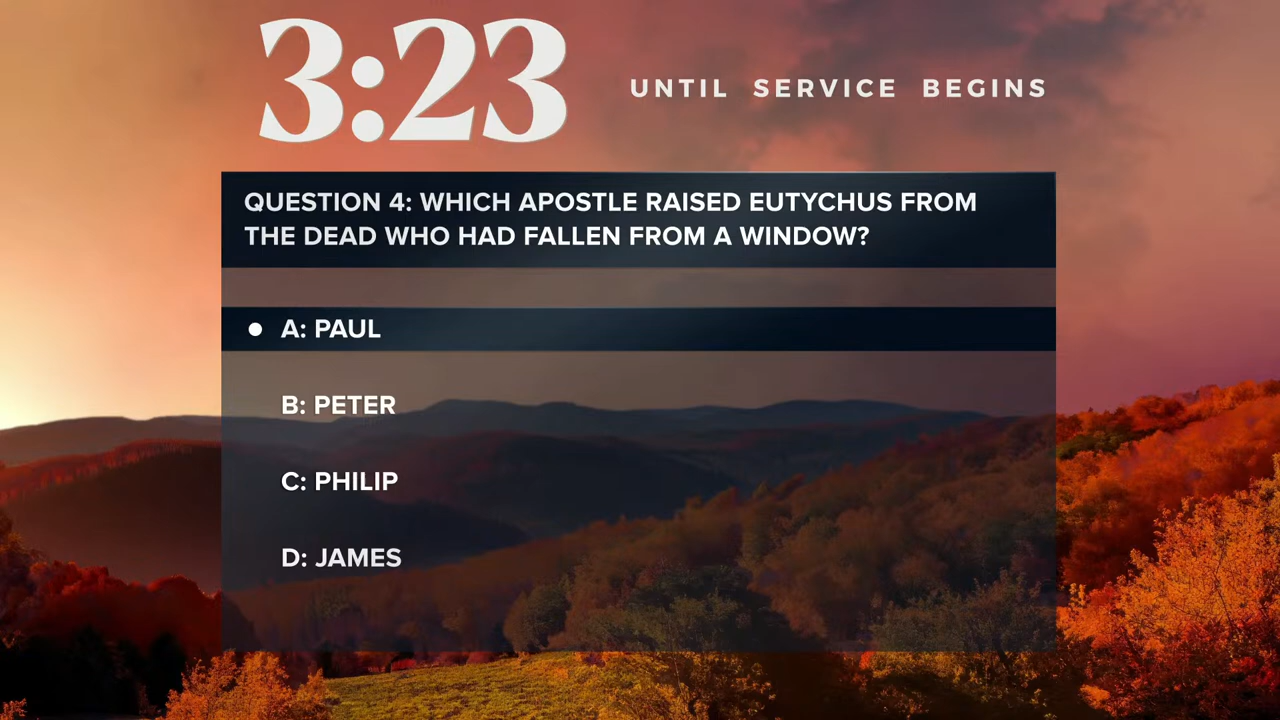 3:23
UNTIL SERVICE BEGINS
QUESTION 4: WHICH APOSTLE RAISED EUTYCHUS FROM
THE DEAD WHO HAD FALLEN FROM A WINDOW?
A: PAUL
B: PETER
C: PHILIP
D: JAMES